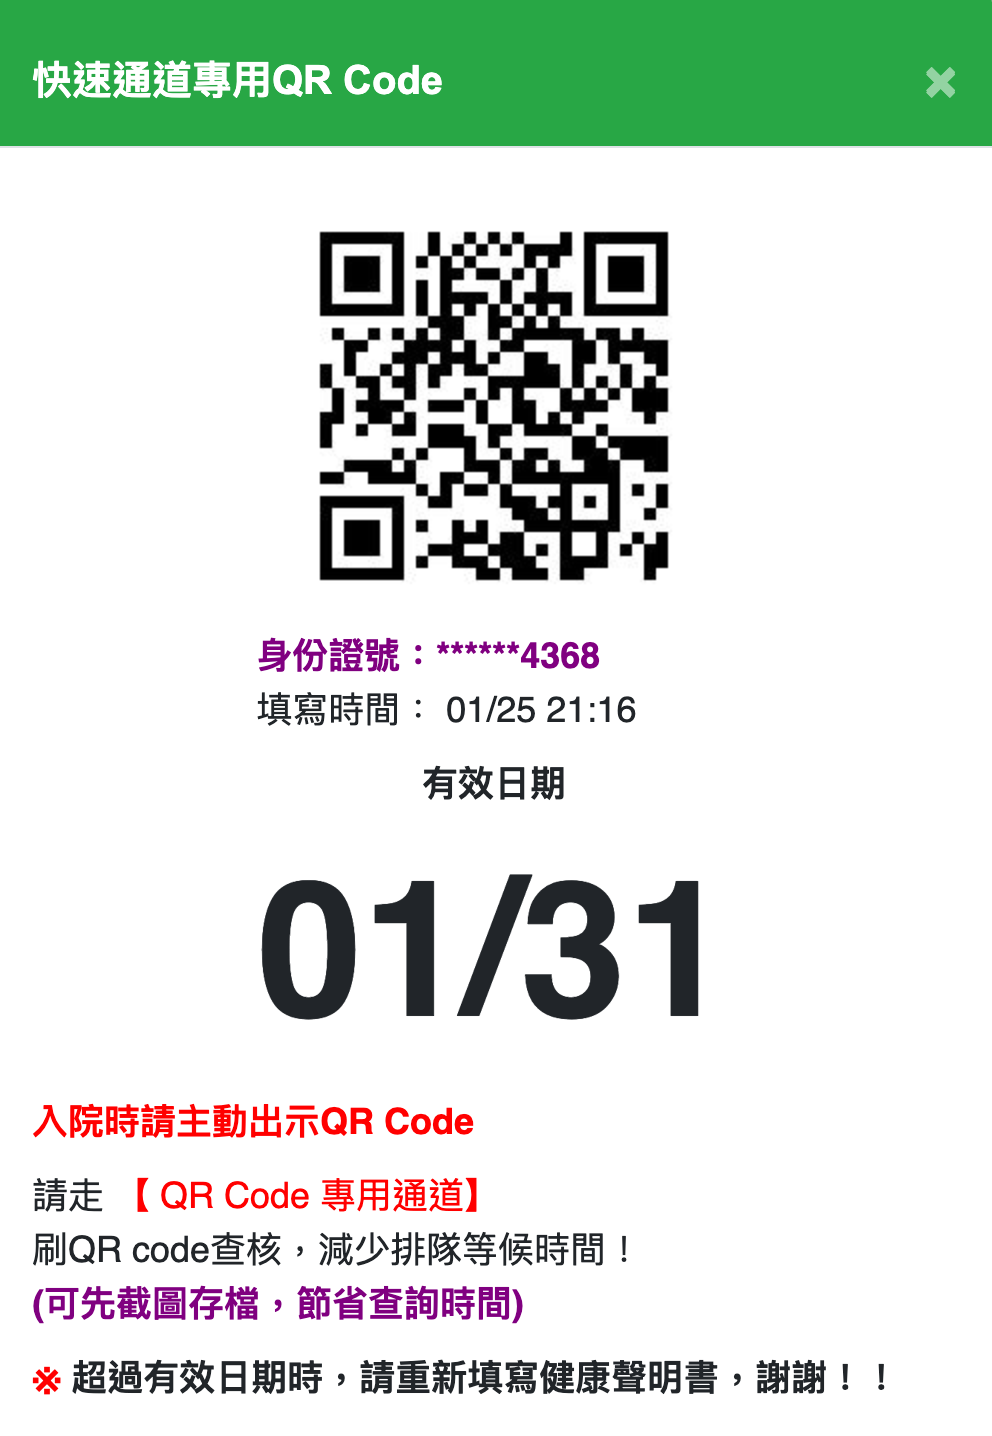 快速通道專用QR Code
×
身份證號：******4368
填寫時間： 01/25 21:16
有效日期
01/31
入院時請主動出示QR Code
請走 【 QR Code 專用通道】
刷QR code查核，減少排隊等候時間！
(可先截圖存檔，節省查詢時間)
※ 超過有效日期時，請重新填寫健康聲明書，謝謝！！